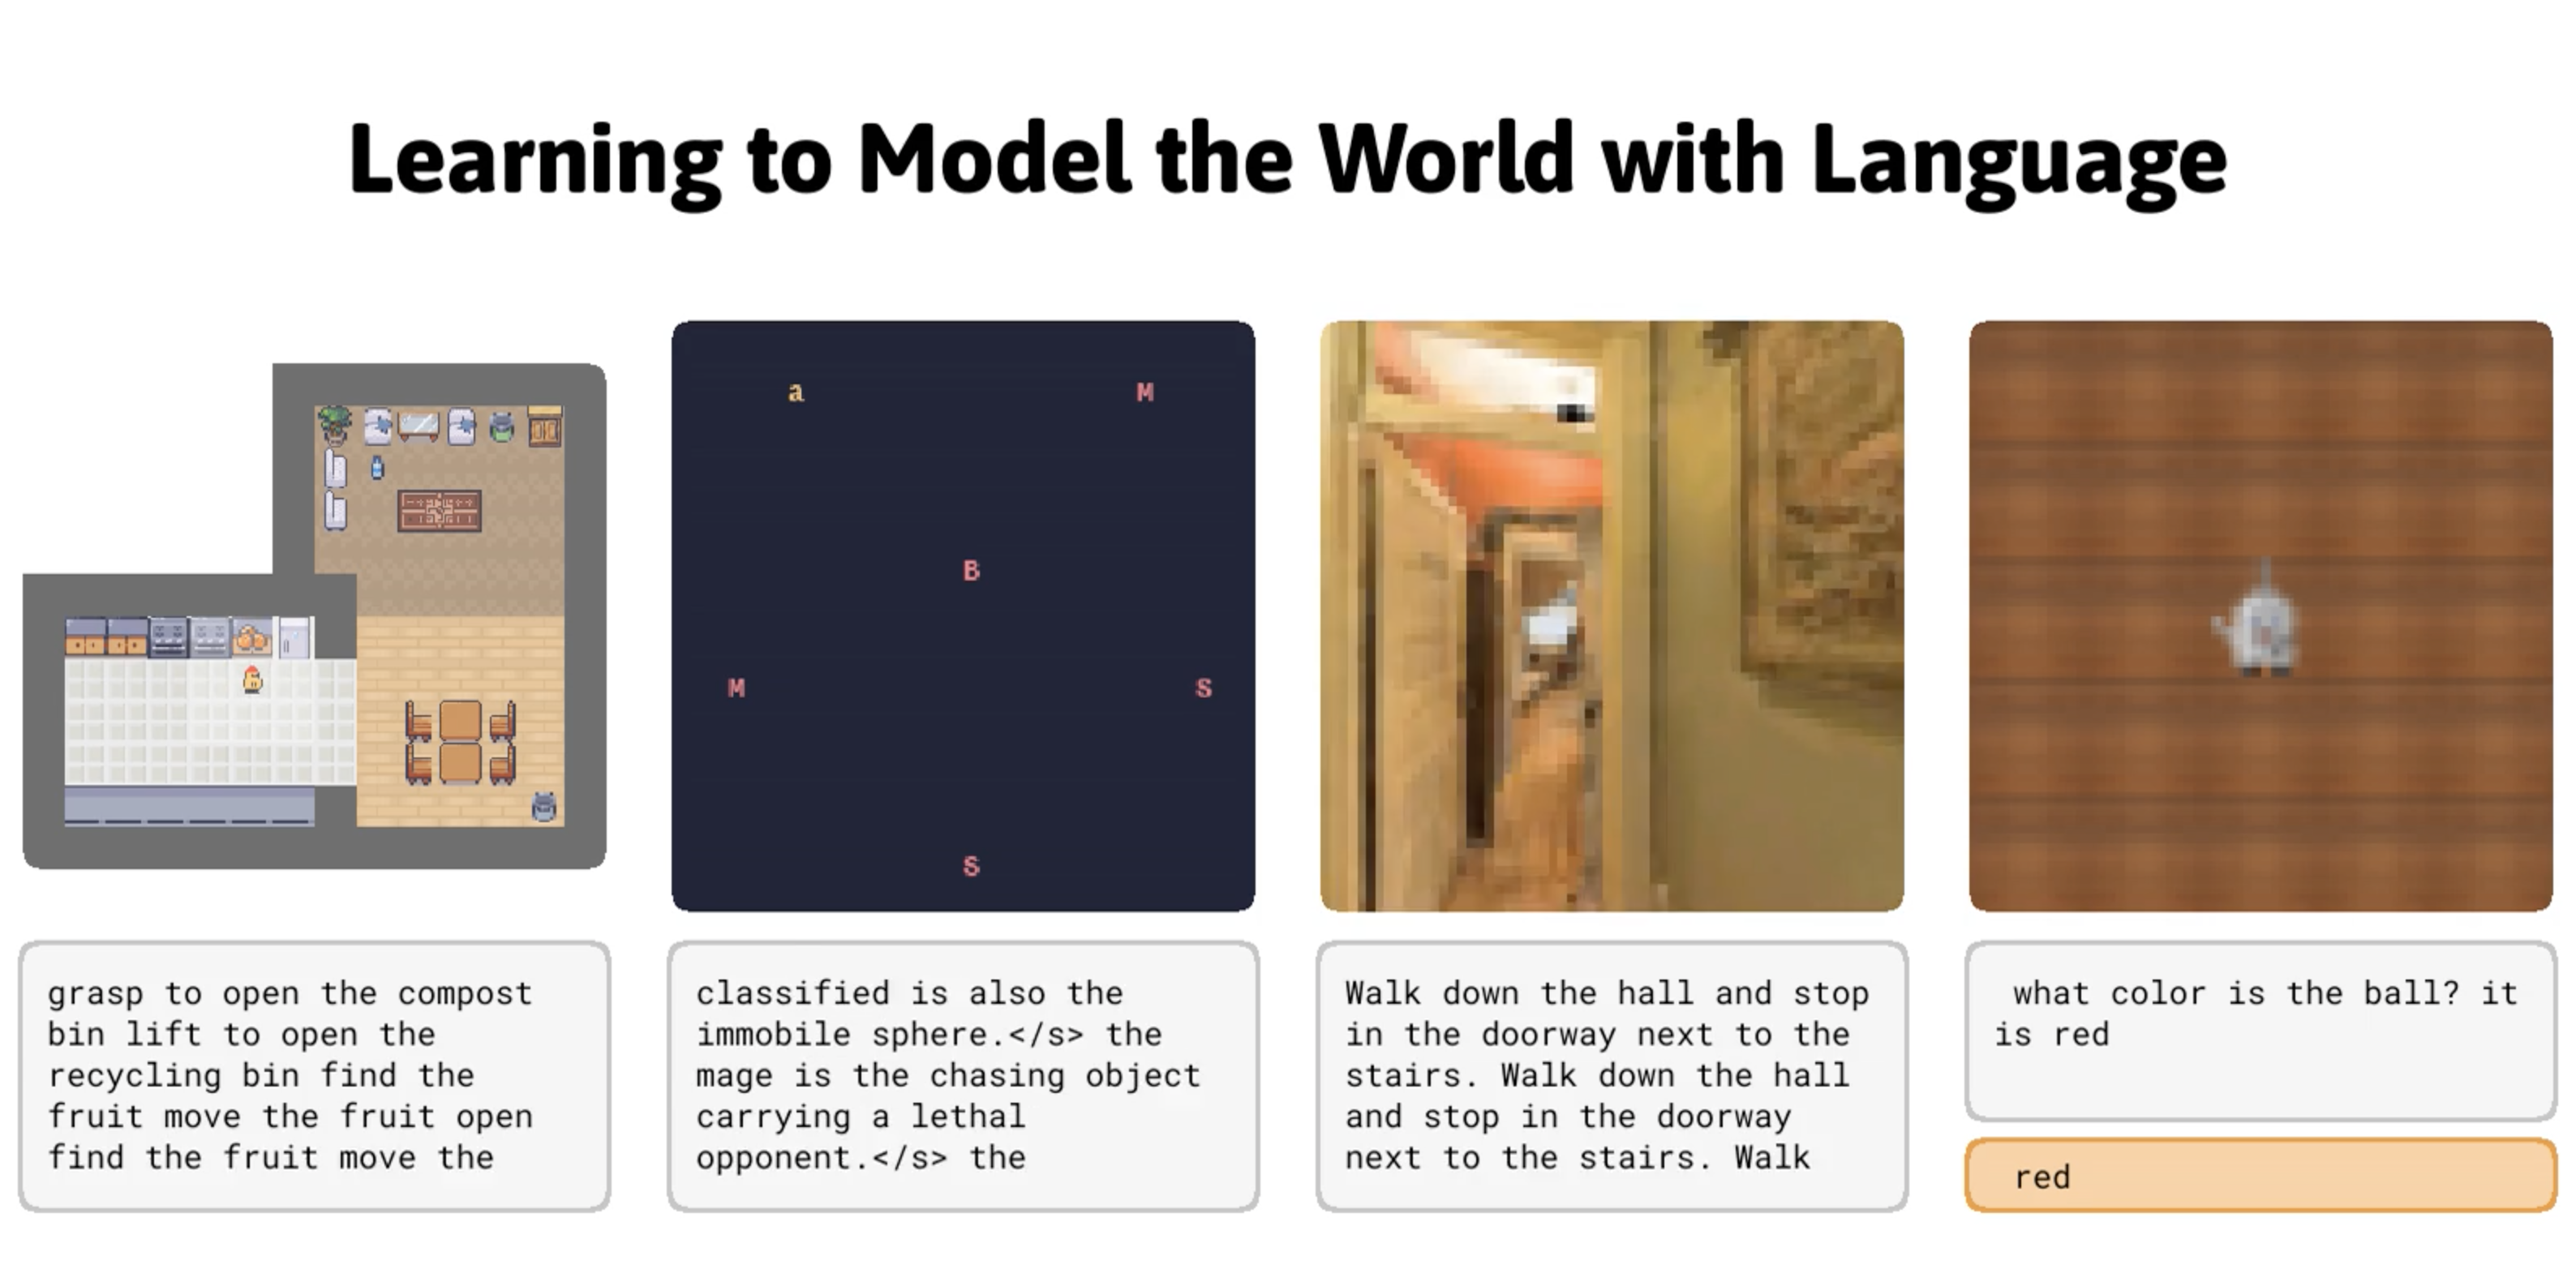 Learning to Model the World with Language
a
M
B
M
S
S
grasp to open the compost
bin lift to open the
recycling bin find the
fruit move the fruit open
find the fruit move the
classified is also the
immobile sphere.</s> the
mage is the chasing object
carrying a lethal
opponent.</s> the
Walk down the hall and stop
in the doorway next to the
stairs. Walk down the hall
and stop in the doorway
next to the stairs. Walk
what color is the ball? it
is red
red